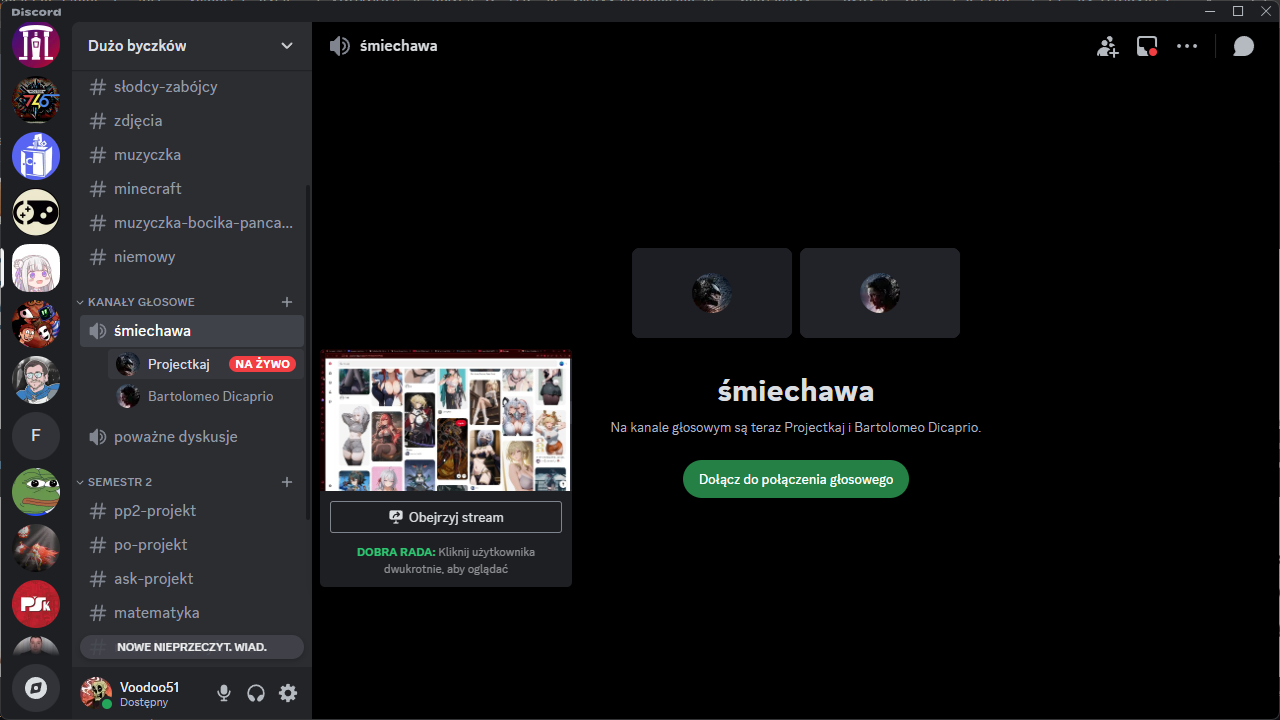 Discord
Dużo byczków
słodcy-zabójcy
zdjęcia
muzyczka
minecraft
muzyczka-bocika-panca...
niemowy
KANAŁY GŁOSOWE
śmiechawa
Projectkaj
NA ŻYWO
Bartolomeo Dicaprio
poważne dyskusje
SEMESTR 2
pp2-projekt
po-projekt
ask-projekt
matematyka
NOWE NIEPRZECZYT. WIAD.
Voodoo51
Dostępny
F
746
PŚk
śmiechawa
Obejrzyj stream
DOBRA RADA: Kliknij użytkownika
dwukrotnie, aby oglądać
śmiechawa
Na kanale głosowym są teraz Projectkaj i Bartolomeo Dicaprio.
Dołącz do połączenia głosowego